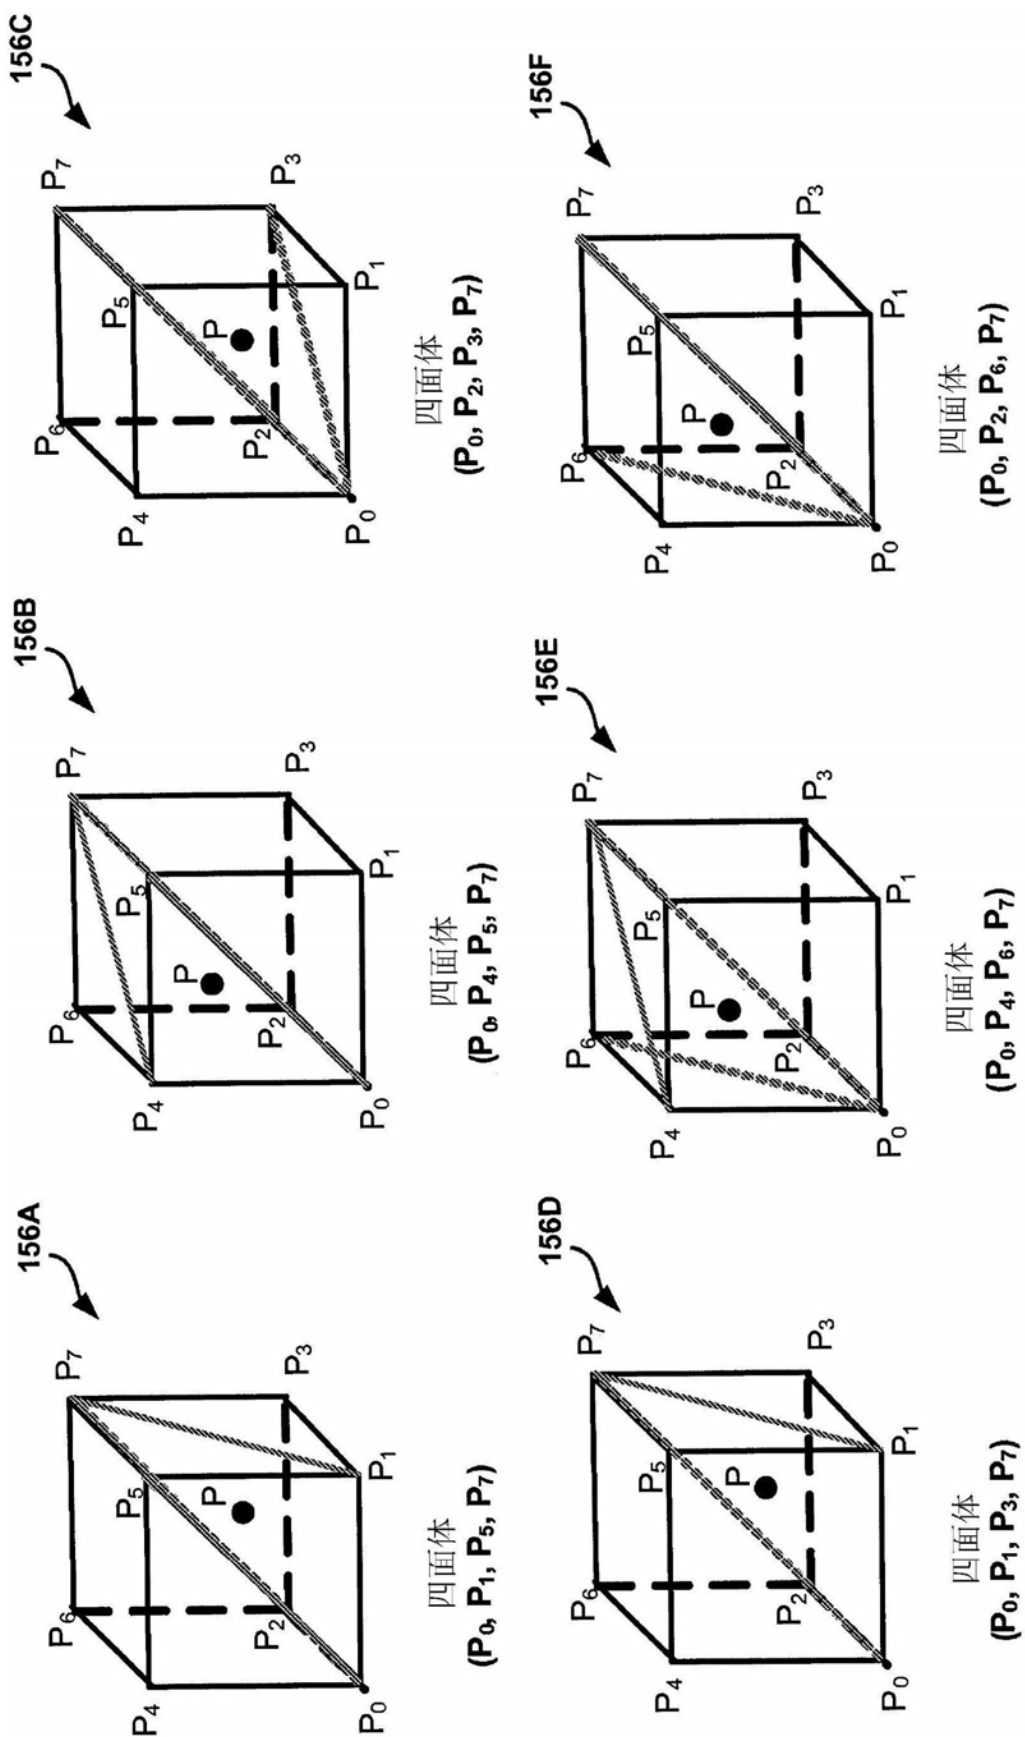 156A
P6
P7
P4
P5
P
P2
P3
P0
P1
四面体
(P0, P1, P5, P7)
156B
P6
P7
P4
P5
P
P2
P3
P0
P1
四面体
(P0, P4, P5, P7)
156C
P6
P7
P4
P5
P
P2
P3
P0
P1
四面体
(P0, P2, P3, P7)
156D
P6
P7
P4
P5
P
P2
P3
P0
P1
四面体
(P0, P1, P3, P7)
156E
P6
P7
P4
P5
P
P2
P3
P0
P1
四面体
(P0, P4, P6, P7)
156F
P6
P7
P4
P5
P
P2
P3
P0
P1
四面体
(P0, P2, P6, P7)